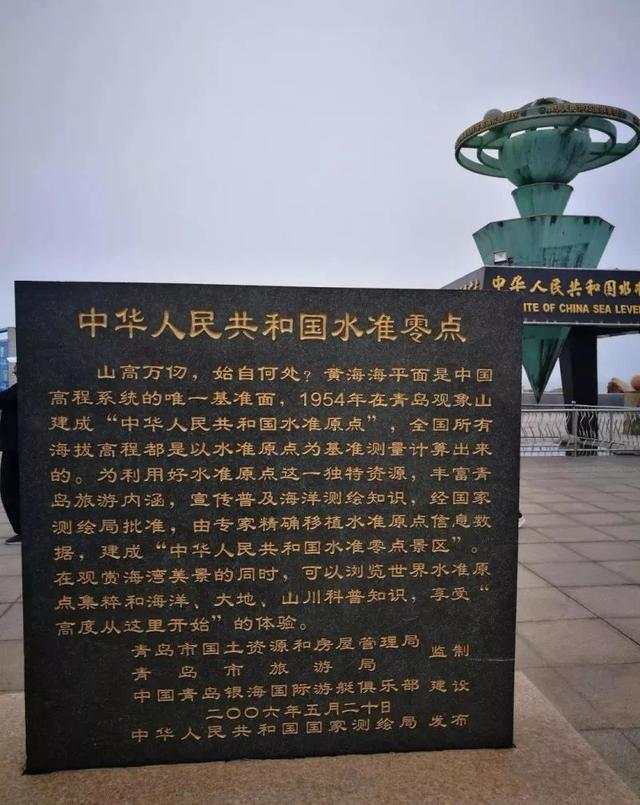 中华人民共和国水准零点
山高万仞，始自何处？黄海海平面是中国
高程系统的唯一基准面，1954年在青岛观象山
建成“中华人民共和国水准原点”，全国所有
海拔高程都是以水准原点为基准测量计算出来
的。为利用好水准原点这一独特资源，丰富青
岛旅游内涵，宣传普及海洋测绘知识，经国家
测绘局批准，由专家精确移植水准原点信息数
据，建成“中华人民共和国水准零点景区”。
在观赏海湾美景的同时，可以浏览世界水准原
点集粹和海洋、大地、山川科普知识，享受“
高度从这里开始”的体验。
青岛市国土资源和房屋管理局
青岛市旅游局 监制
中国青岛银海国际游艇俱乐部 建设
二〇〇六年五月二十日
中华人民共和国国家测绘局 发布
中华人民共和国水
ITE OF CHINA SEA LEVE